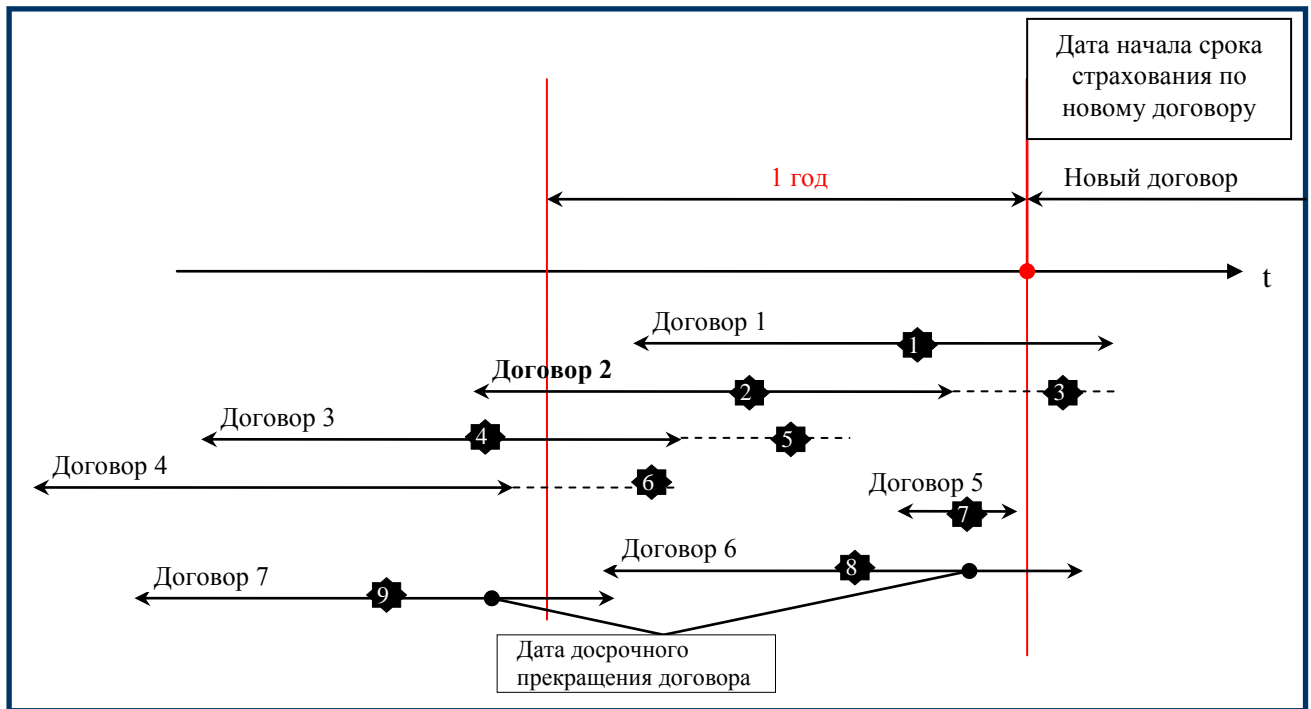 Дата начала срока
страхования по
новому договору
1 год
Новый договор
t
Договор 1
1
Договор 2
2
3
Договор 3
4
5
Договор 4
6
Договор 5
7
Договор 6
8
Договор 7
9
Дата досрочного
прекращения договора